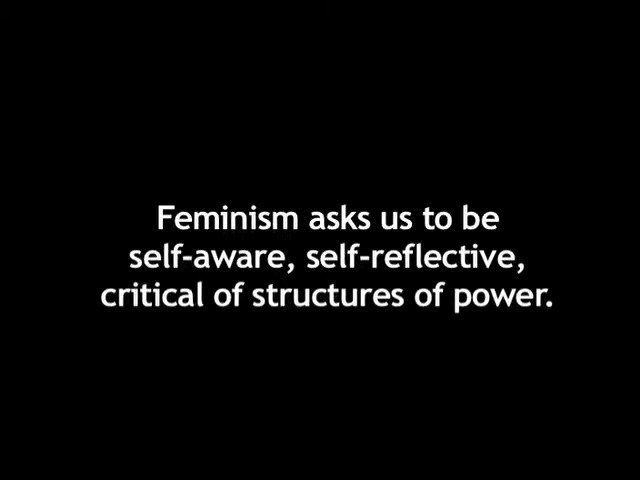 Feminism asks us to be
self-aware, self-reflective,
critical of structures of power.